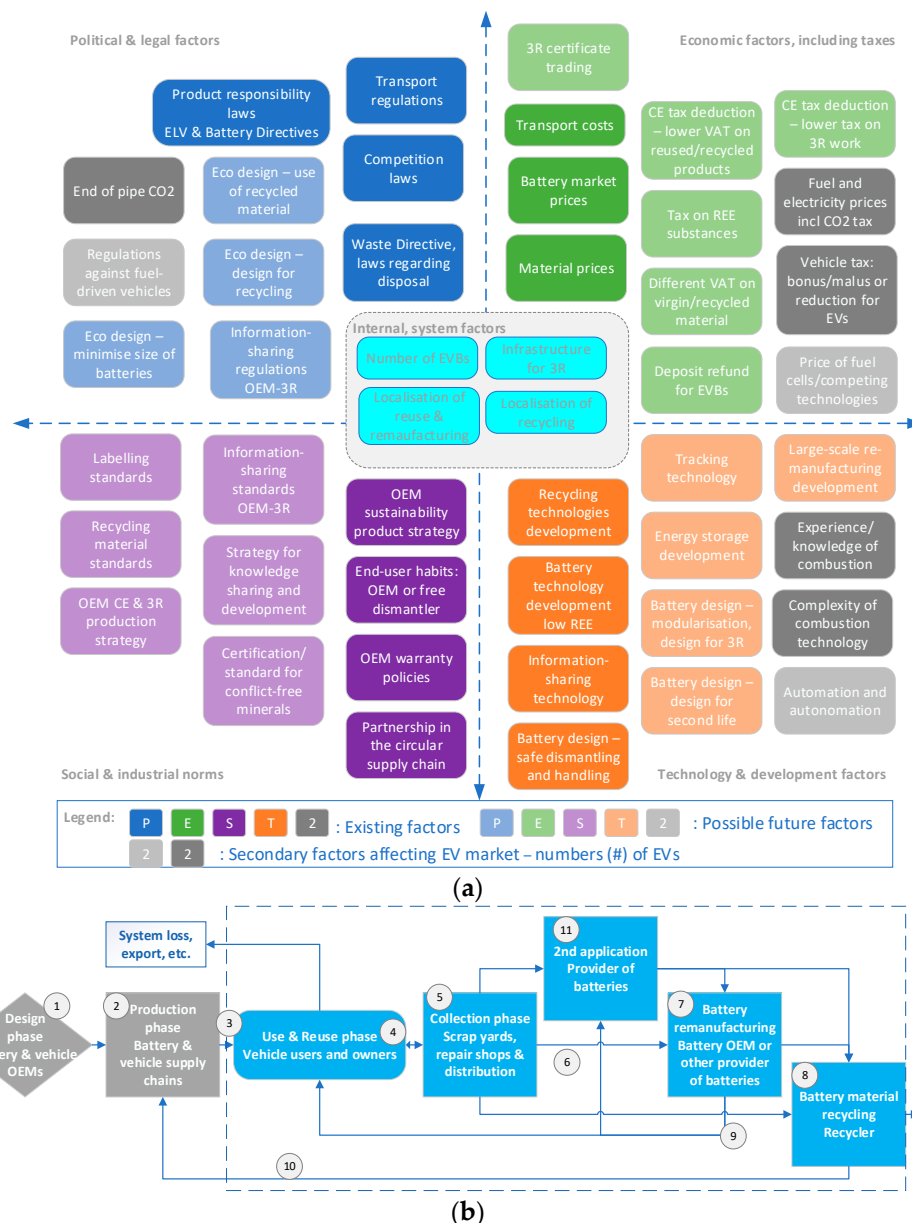 Political & legal factors
Economic factors, including taxes
Product responsibility
laws
ELV & Battery Directives
Transport
regulations
End of pipe CO2
Eco design – use
of recycled
material
Competition
laws
Regulations
against fuel-
driven vehicles
Eco design –
design for
recycling
Waste Directive,
laws regarding
disposal
Eco design –
minimise size of
batteries
Information-
sharing
regulations
OEM-3R
3R certificate
trading
Transport costs
CE tax deduction
– lower VAT on
reused/recycled
products
CE tax deduction
– lower tax on
3R work
Battery market
prices
Tax on REE
substances
Fuel and
electricity prices
incl CO2 tax
Material prices
Different VAT on
virgin/recycled
material
Vehicle tax:
bonus/malus or
reduction for
EVs
Deposit refund
for EVBs
Price of fuel
cells/competing
technologies
Internal, system factors
Number of EVBs
Infrastructure
for 3R
Localisation of
reuse &
remaufacturing
Localisation of
recycling
Labelling
standards
Information-
sharing
standards
OEM-3R
OEM
sustainability
product strategy
Recycling
material
standards
Strategy for
knowledge
sharing and
development
End-user habits:
OEM or free
dismantler
OEM CE & 3R
production
strategy
Certification/
standard for
conflict-free
minerals
OEM warranty
policies
Partnership in
the circular
supply chain
Recycling
technologies
development
Tracking
technology
Large-scale re-
manufacturing
development
Battery
technology
development
low REE
Energy storage
development
Experience/
knowledge of
combustion
Information-
sharing
technology
Battery design –
modularisation,
design for 3R
Complexity of
combustion
technology
Battery design –
safe dismantling
and handling
Battery design –
design for
second life
Automation and
autonomation
Social & industrial norms
Technology & development factors
Legend: P E S T 2 : Existing factors P E S T 2 : Possible future factors
2 2 : Secondary factors affecting EV market – numbers (#) of EVs
(a)
System loss,
export, etc.
1
Design
phase
ery & vehicle
OEMs
2
Production
phase
Battery &
vehicle supply
chains
3
Use & Reuse phase
Vehicle users and owners
4
5
Collection phase
Scrap yards,
repair shops &
distribution
6
11
2nd application
Provider of
batteries
7
Battery
remanufacturing
Battery OEM or
other provider
of batteries
8
Battery material
recycling
Recycler
9
10
(b)